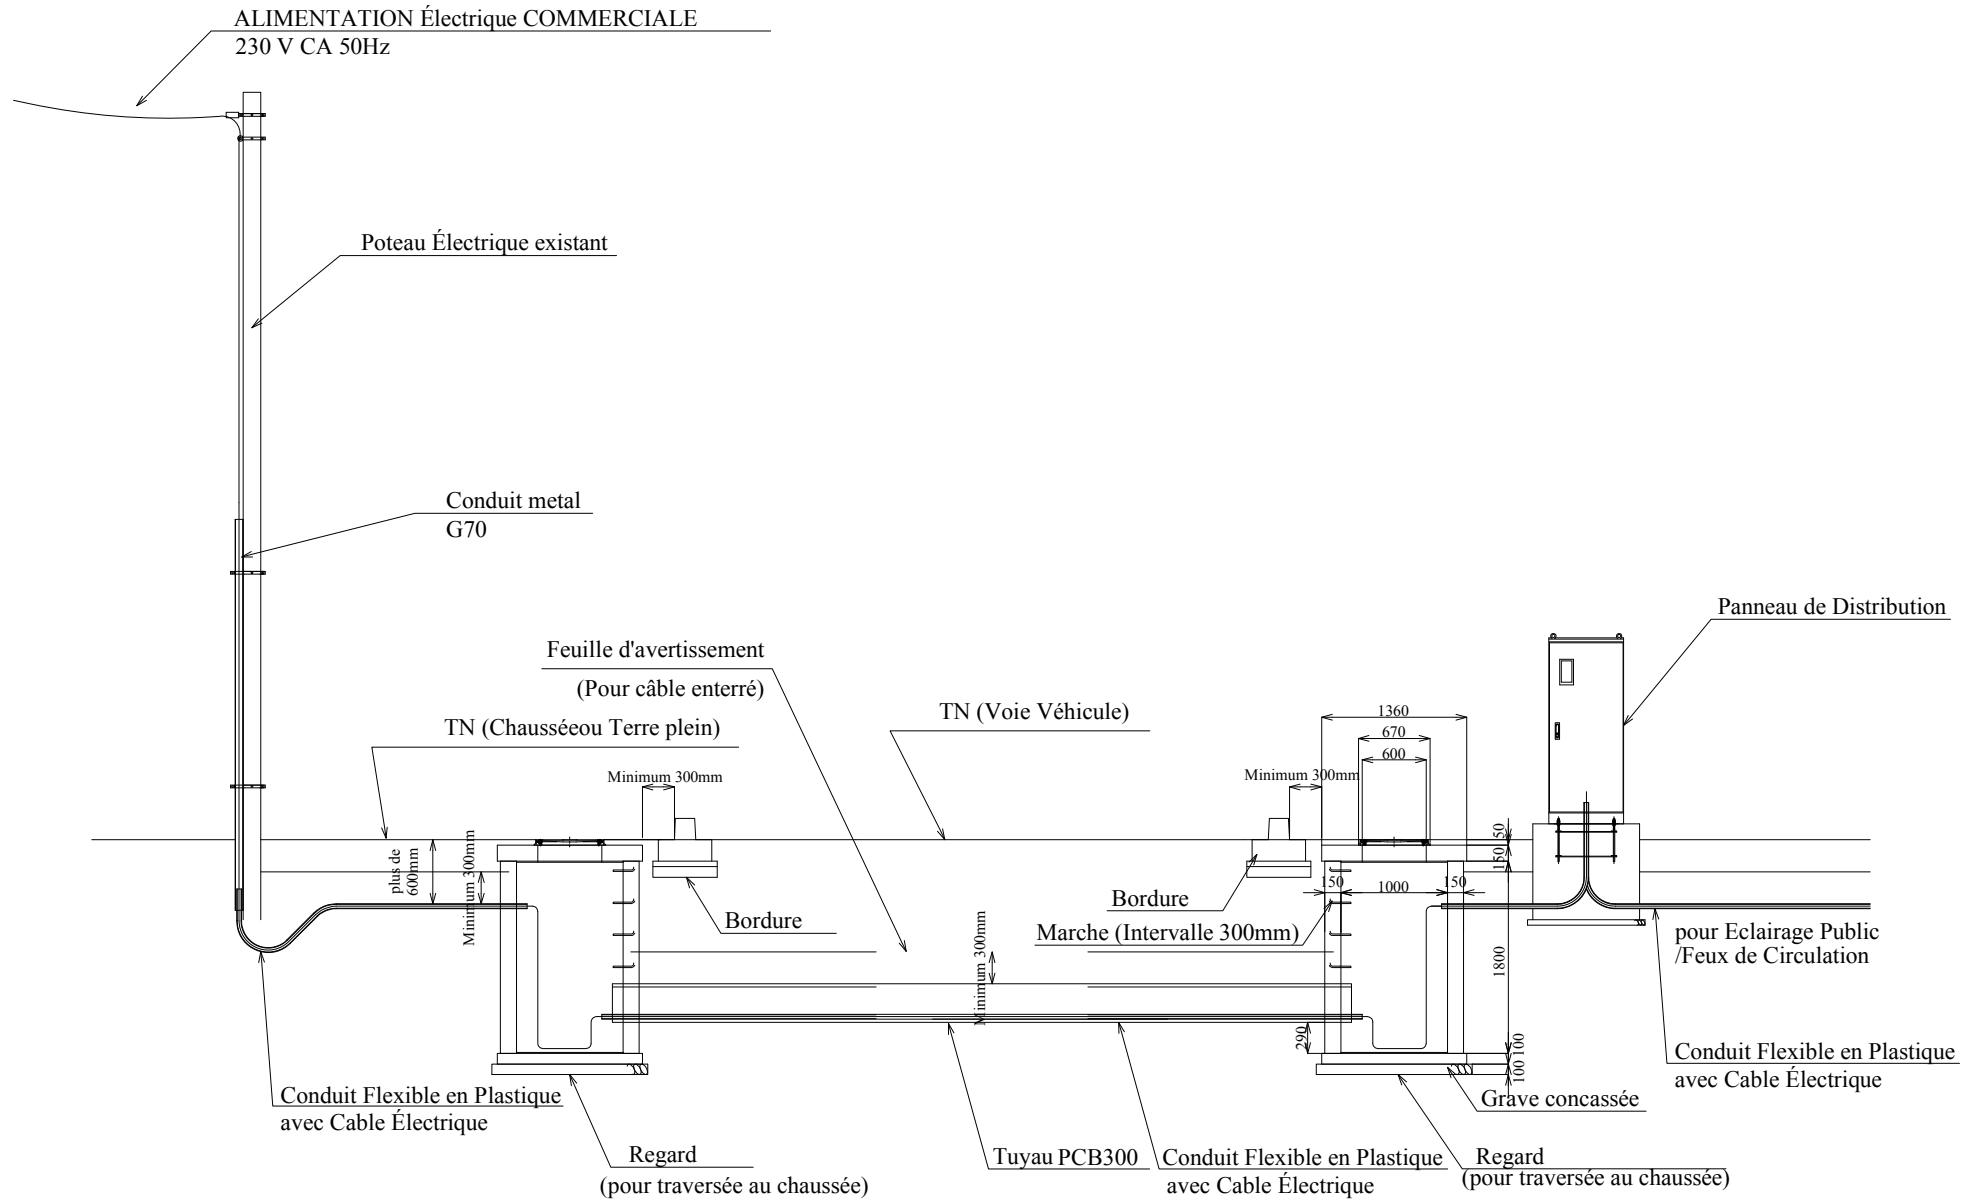 ALIMENTATION Électrique COMMERCIALE
230 V CA 50Hz
Poteau Électrique existant
Conduit metal
G70
Panneau de Distribution
Feuille d'avertissement
(Pour câble enterré)
TN (Chausséeou Terre plein)
TN (Voie Véhicule)
1360
670
600
Minimum 300mm
Minimum 300mm
50
150
plus de
600mm
Minimum 300mm
150
1000
150
Bordure
Bordure
Marche (Intervalle 300mm)
Minimum 300mm
1800
290
100
100
pour Eclairage Public
/Feux de Circulation
Conduit Flexible en Plastique
avec Cable Électrique
Conduit Flexible en Plastique
avec Cable Électrique
Grave concassée
Regard
(pour traversée au chaussée)
Tuyau PCB300
Conduit Flexible en Plastique
avec Cable Électrique
Regard
(pour traversée au chaussée)